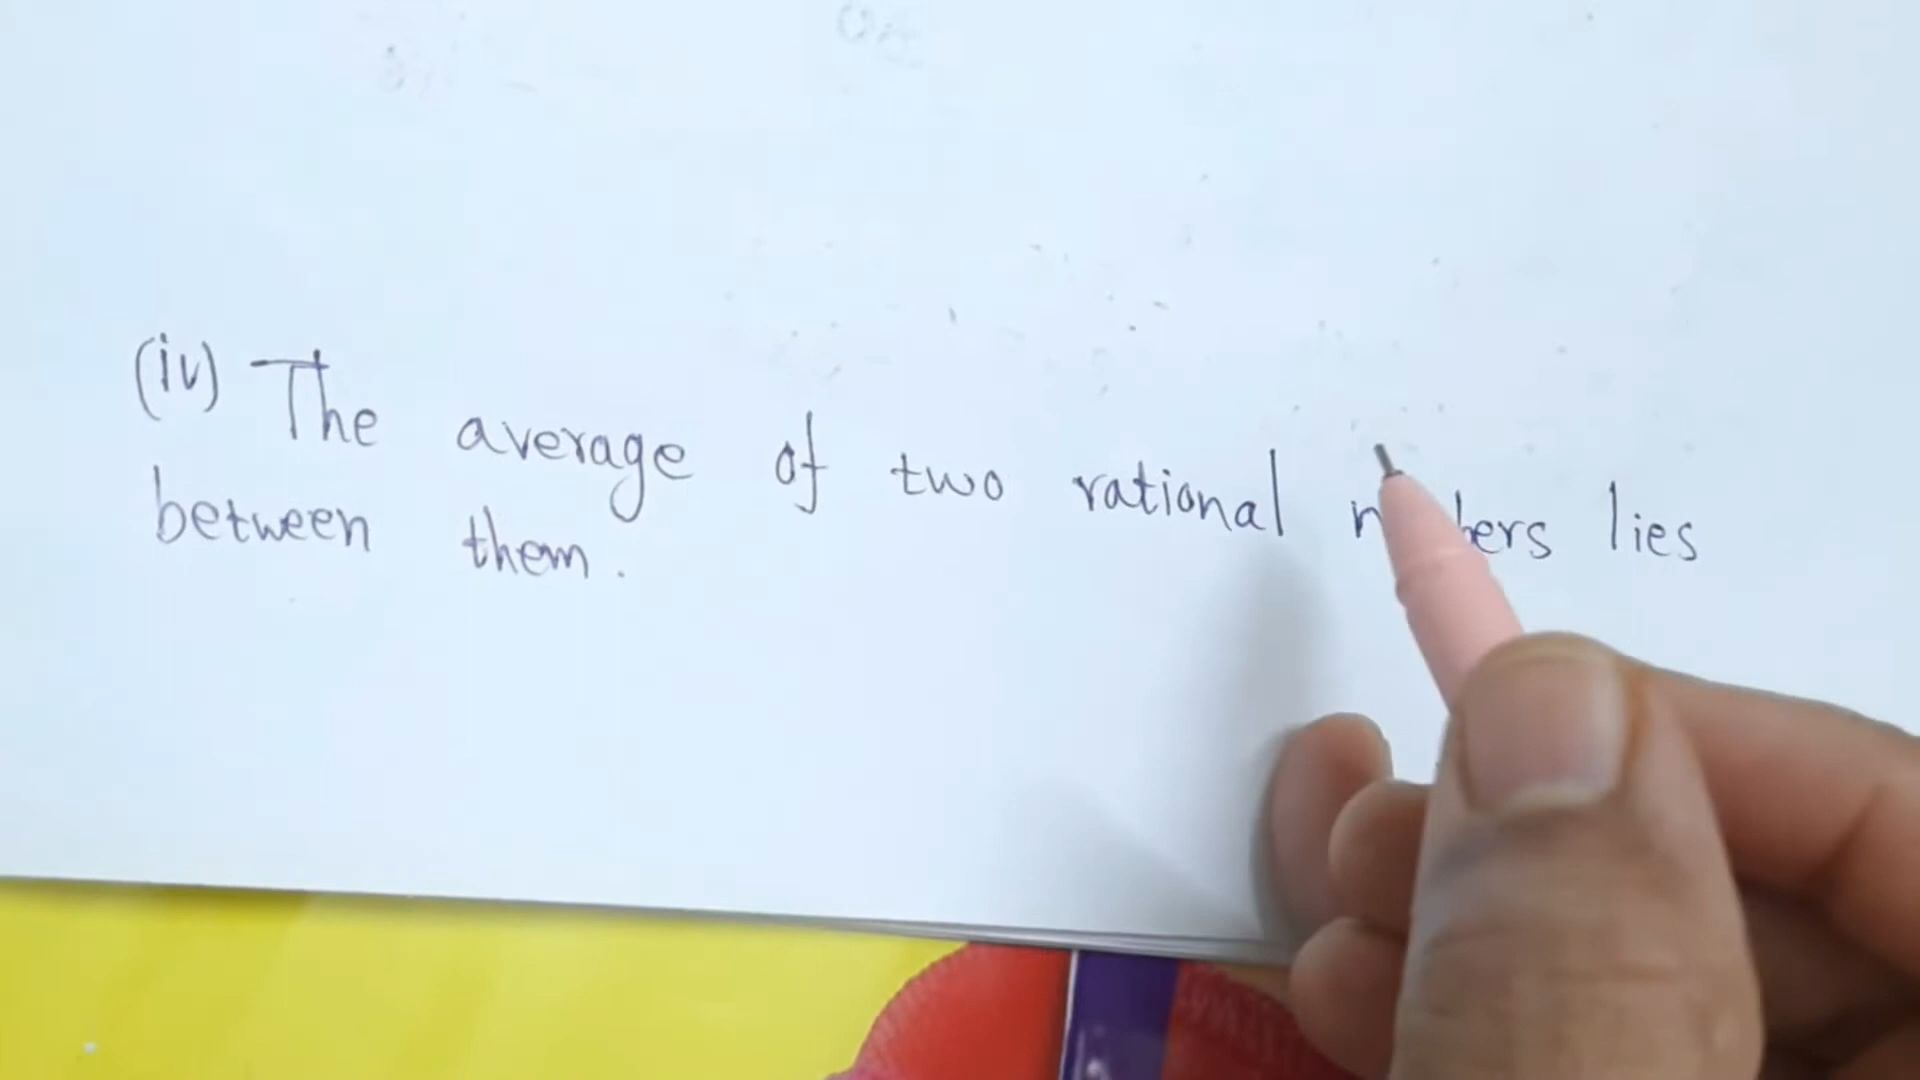 (iv) The average of two rational lies
between them.